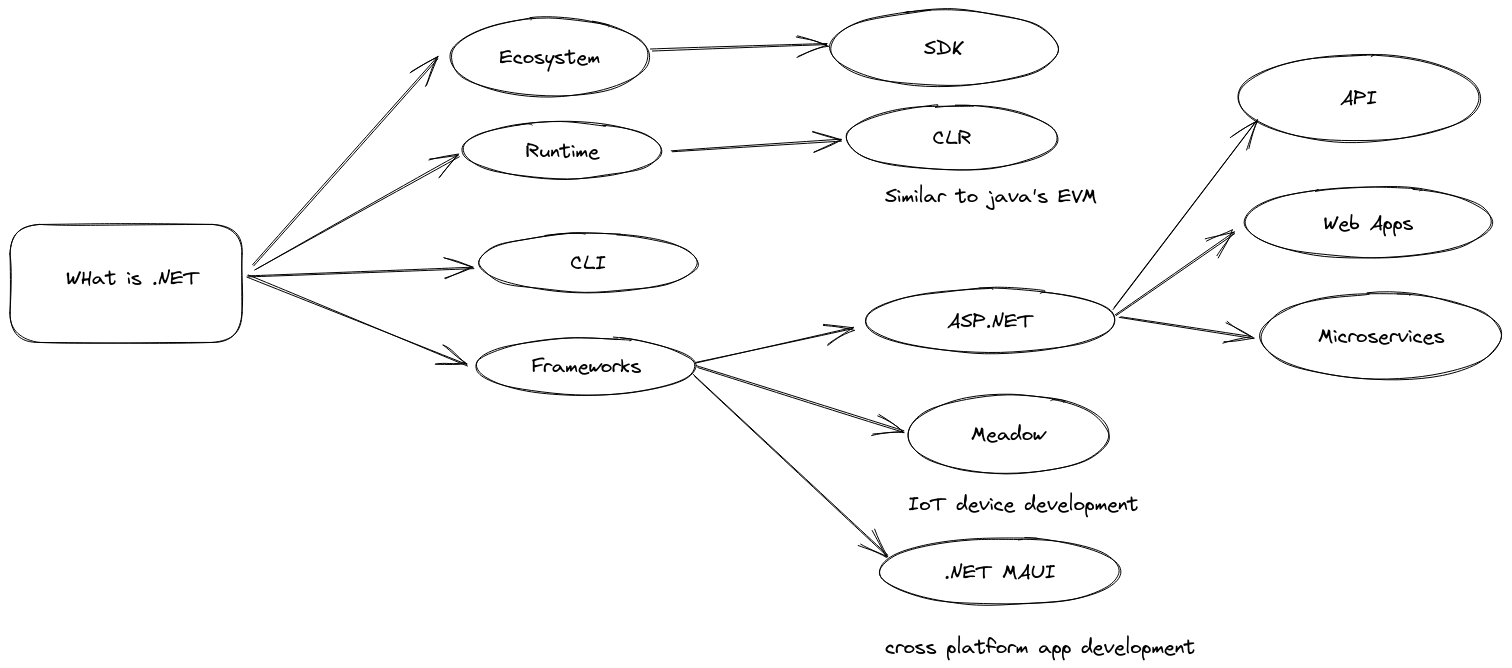 Ecosystem
SDK
API
Runtime
CLR
Similar to java's EVM
Web Apps
WHat is .NET
CLI
ASP.NET
Microservices
Frameworks
Meadow
IoT device development
.NET MAUI
cross platform app development